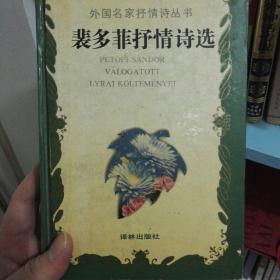 外国名家抒情诗丛书
裴多菲抒情诗选
PETŐFI SÁNDOR
VÁLOGATOTT
LYRAI KÖLTEMÉNYEI
译林出版社